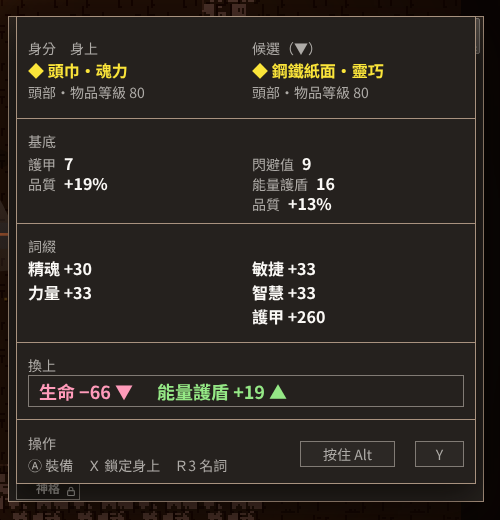 身分 身上 候選（▼）
◆ 頭巾・魂力 ◆ 鋼鐵紙面・靈巧
頭部・物品等級 80 頭部・物品等級 80
基底
護甲 7 閃避值 9
品質 +19% 能量護盾 16
品質 +13%
詞綴
精魂 +30 敏捷 +33
力量 +33 智慧 +33
護甲 +260
換上
生命 −66 ▼ 能量護盾 +19 ▲
操作
Ⓐ 裝備 X 鎖定身上 R3 名詞 按住 Alt Y
神格